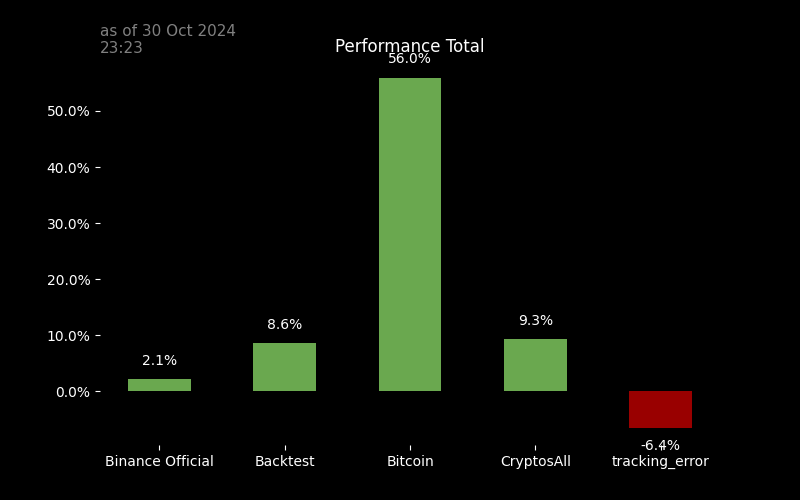 as of 30 Oct 2024
23:23
Performance Total
56.0%
50.0%
40.0%
30.0%
20.0%
10.0%
0.0%
2.1%
8.6%
9.3%
-6.4%
Binance Official
Backtest
Bitcoin
CryptosAll
tracking_error